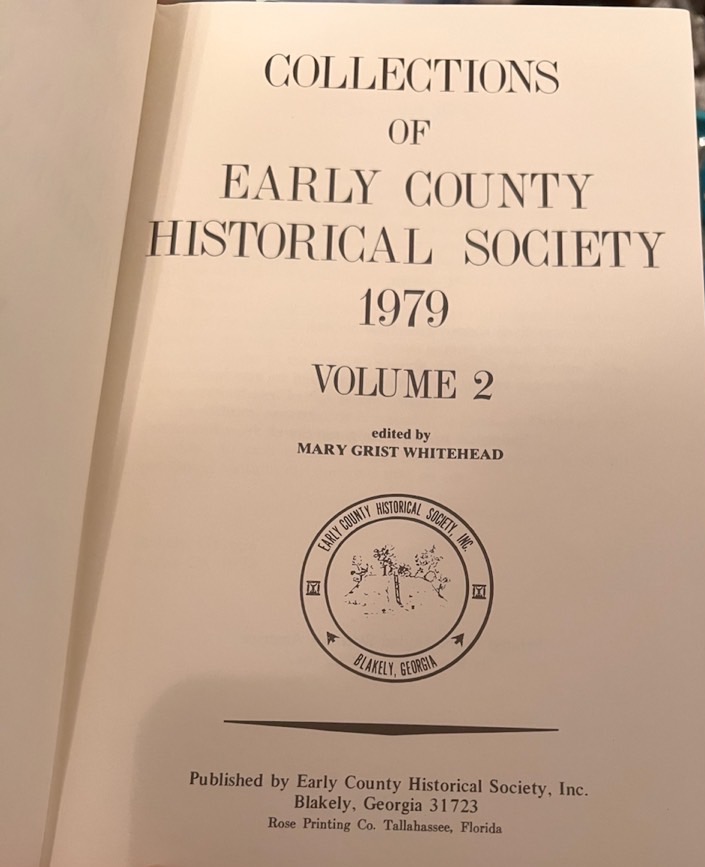 COLLECTIONS
OF
EARLY COUNTY
HISTORICAL SOCIETY
1979
VOLUME 2
edited by
MARY GRIST WHITEHEAD
EARLY COUNTY HISTORICAL SOCIETY, INC.
BLAKELY, GEORGIA
Published by Early County Historical Society, Inc.
Blakely, Georgia 31723
Rose Printing Co. Tallahassee, Florida